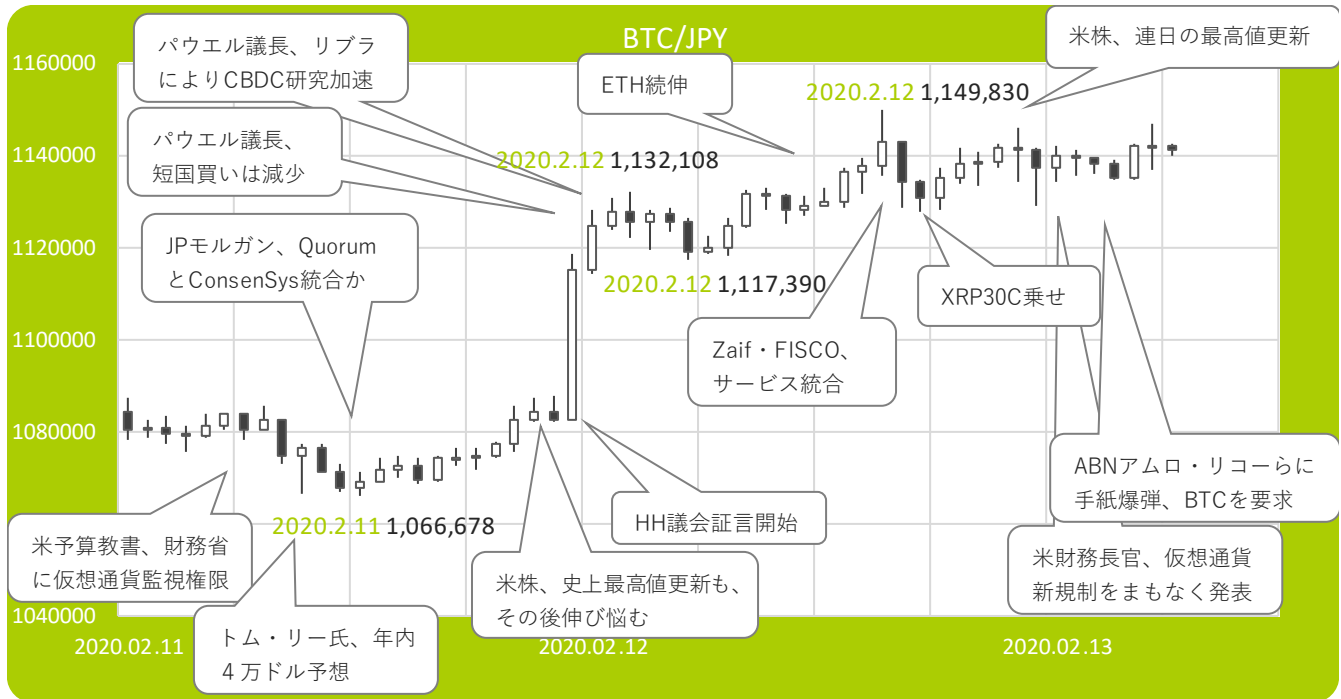 BTC/JPY
パウエル議長、リブラ
によりCBDC研究加速
米株、連日の最高値更新
1160000
ETH続伸
2020.2.12 1,149,830
パウエル議長、
短国買いは減少
1140000
2020.2.12 1,132,108
JPモルガン、Quorum
とConsenSys統合か
1120000
2020.2.12 1,117,390
XRP30C乗せ
1100000
Zaif・FISCO、
サービス統合
1080000
ABNアムロ・リコーらに
手紙爆弾、BTCを要求
1060000
2020.2.11 1,066,678
HH議会証言開始
米予算教書、財務省
に仮想通貨監視権限
米株、史上最高値更新も、
その後伸び悩む
米財務長官、仮想通貨
新規制をまもなく発表
1040000
トム・リー氏、年内
4万ドル予想
2020.02.11
2020.02.12
2020.02.13